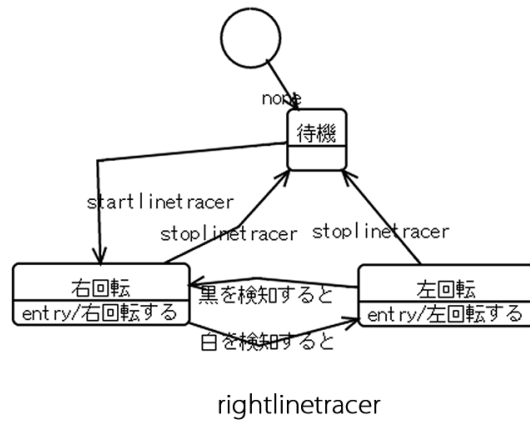 none
待機
startlinetracer
stoplinetracer
stoplinetracer
右回転
entry/右回転する
左回転
entry/左回転する
黒を検知すると
白を検知すると
rightlinetracer